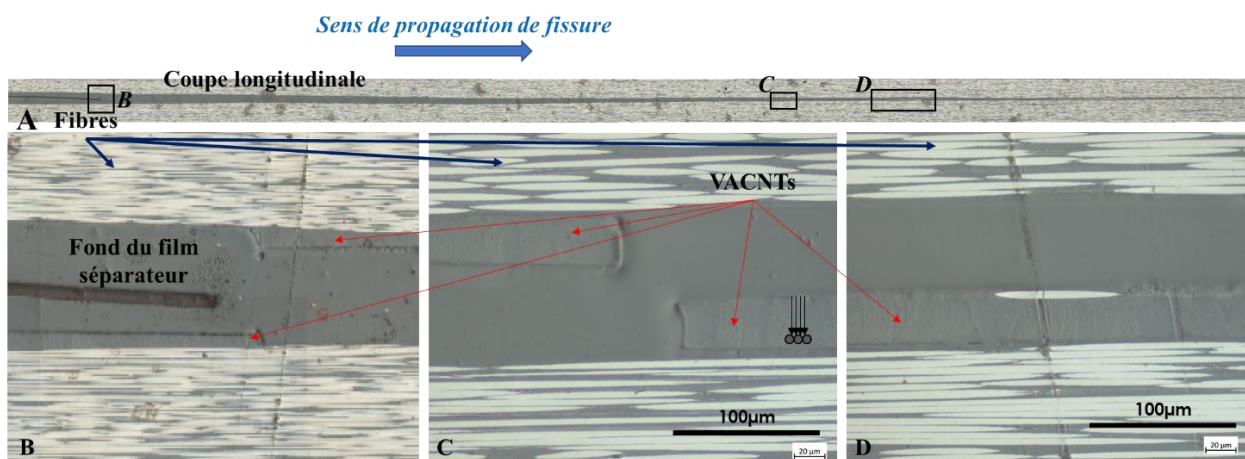 Sens de propagation de fissure
Coupe longitudinale
B
C
D
A
Fibres
VACNTs
Fond du film
séparateur
100µm
100µm
B
C
20 µm
D
20 µm